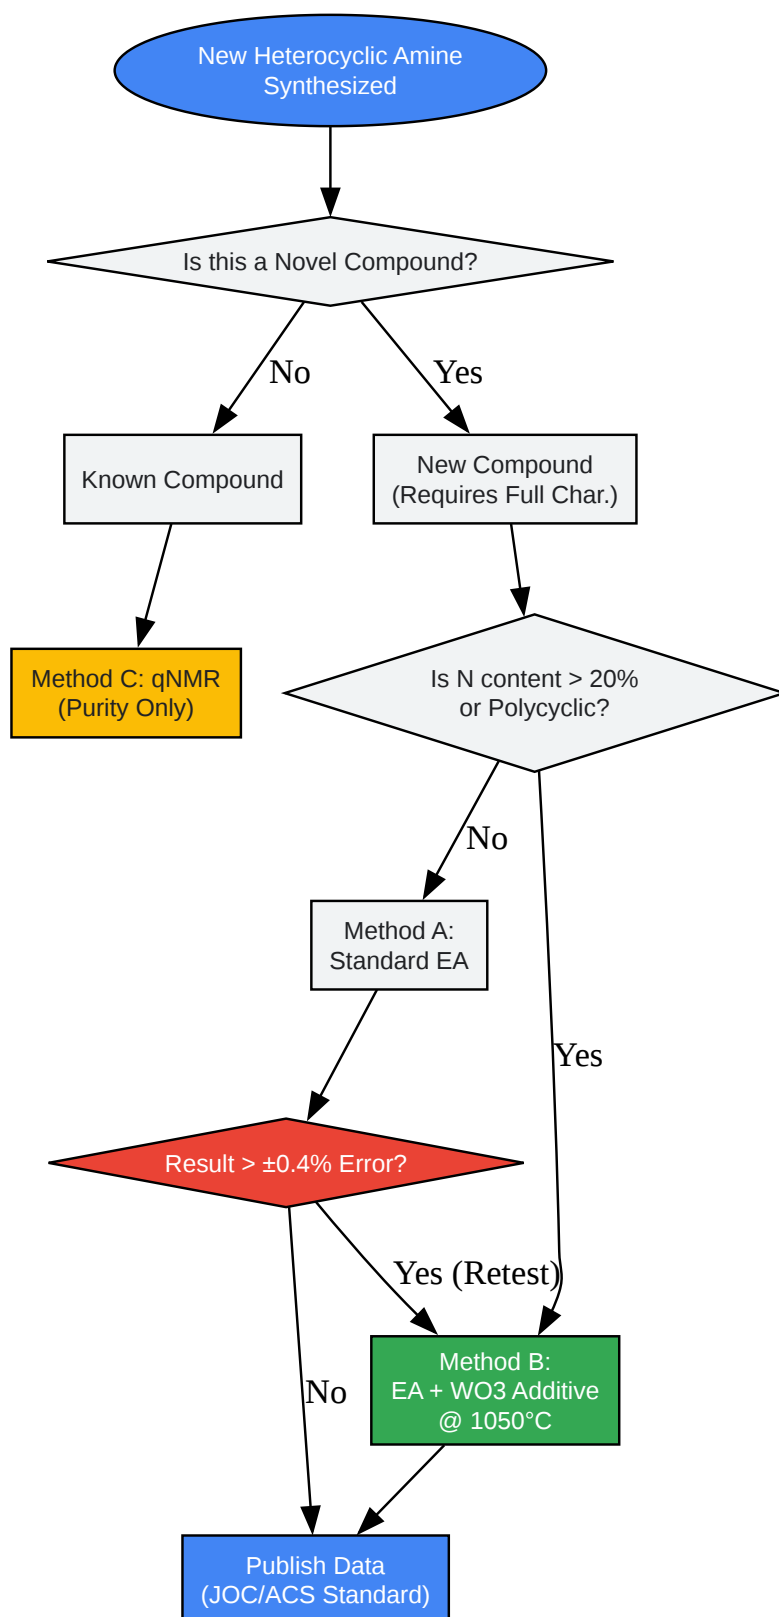 New Heterocyclic Amine
Synthesized
Is this a Novel Compound?
No
Yes
Known Compound
New Compound
(Requires Full Char.)
Method C: qNMR
(Purity Only)
Is N content > 20%
or Polycyclic?
No
Method A:
Standard EA
Yes
Result > ±0.4% Error?
Yes (Retest)
Method B:
EA + WO3 Additive
@ 1050°C
No
Publish Data
(JOC/ACS Standard)